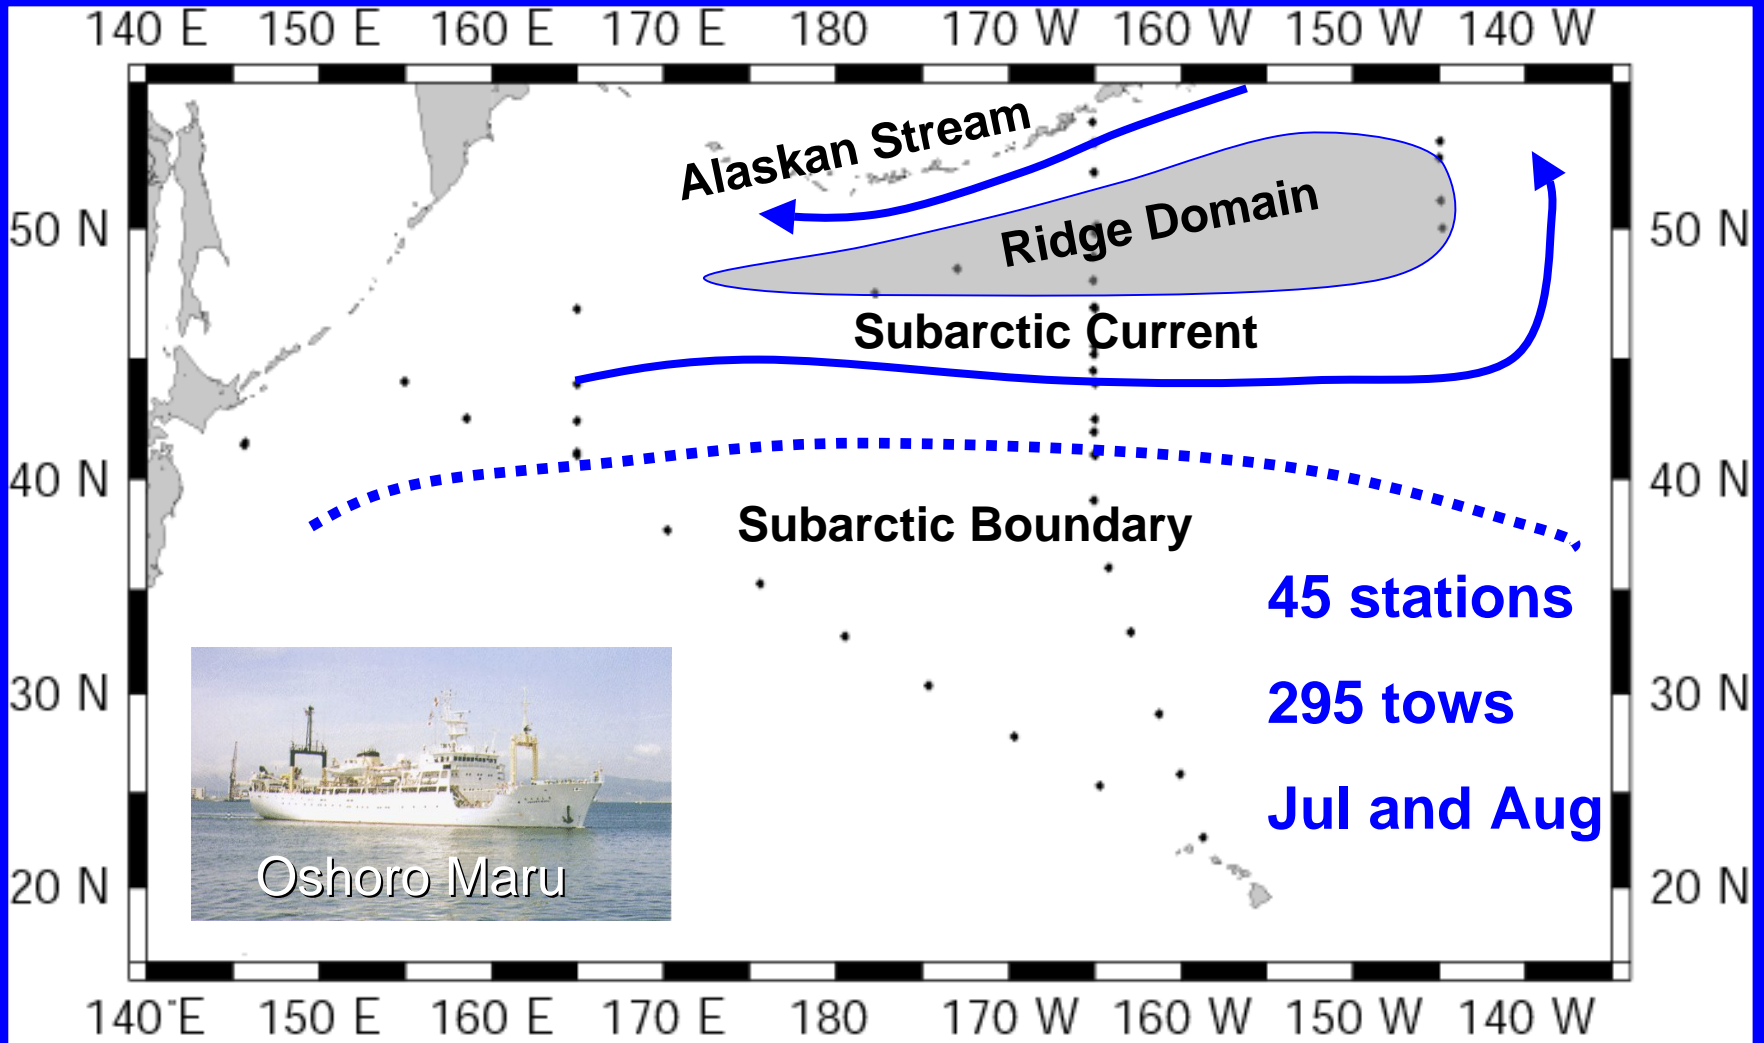 140 E 150 E 160 E 170 E 180 170 W 160 W 150 W 140 W
Alaskan Stream
Ridge Domain
50 N 50 N
Subarctic Current
40 N 40 N
Subarctic Boundary
45 stations
30 N 295 tows 30 N
Jul and Aug
Oshoro Maru
20 N 20 N
140 E 150 E 160 E 170 E 180 170 W 160 W 150 W 140 W